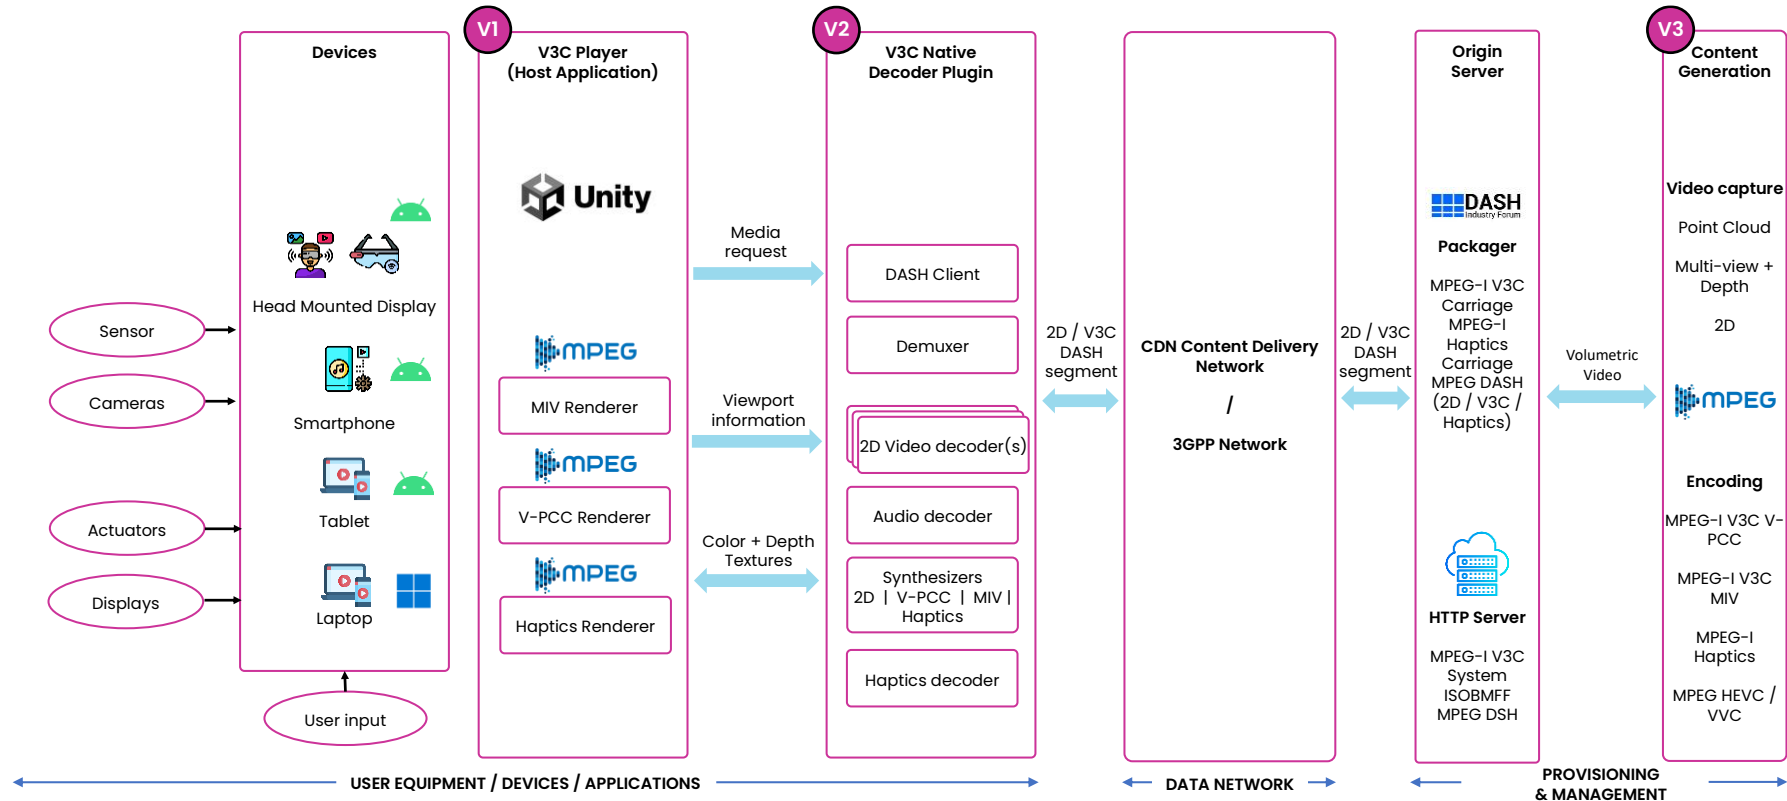 V1
V2
V3
Devices
V3C Player
(Host Application)
V3C Native
Decoder Plugin
Origin
Server
Content
Generation
Unity
Head Mounted Display
Smartphone
Tablet
Laptop
Sensor
Cameras
Actuators
Displays
User input
MPEG
MIV Renderer
MPEG
V-PCC Renderer
MPEG
Haptics Renderer
Media
request
Viewport
information
Color + Depth
Textures
DASH Client
Demuxer
2D Video decoder(s)
Audio decoder
Synthesizers
2D | V-PCC | MIV |
Haptics
Haptics decoder
2D / V3C
DASH
segment
CDN Content Delivery
Network
/
3GPP Network
2D / V3C
DASH
segment
DASH
Industry Forum
Packager
MPEG-I V3C
Carriage
MPEG-I
Haptics
Carriage
MPEG DASH
(2D / V3C /
Haptics)
HTTP Server
MPEG-I V3C
System
ISOBMFF
MPEG DSH
Volumetric
Video
Video capture
Point Cloud
Multi-view +
Depth
2D
MPEG
Encoding
MPEG-I V3C V-
PCC
MPEG-I V3C
MIV
MPEG-I
Haptics
MPEG HEVC /
VVC
USER EQUIPMENT / DEVICES / APPLICATIONS
DATA NETWORK
PROVISIONING
& MANAGEMENT